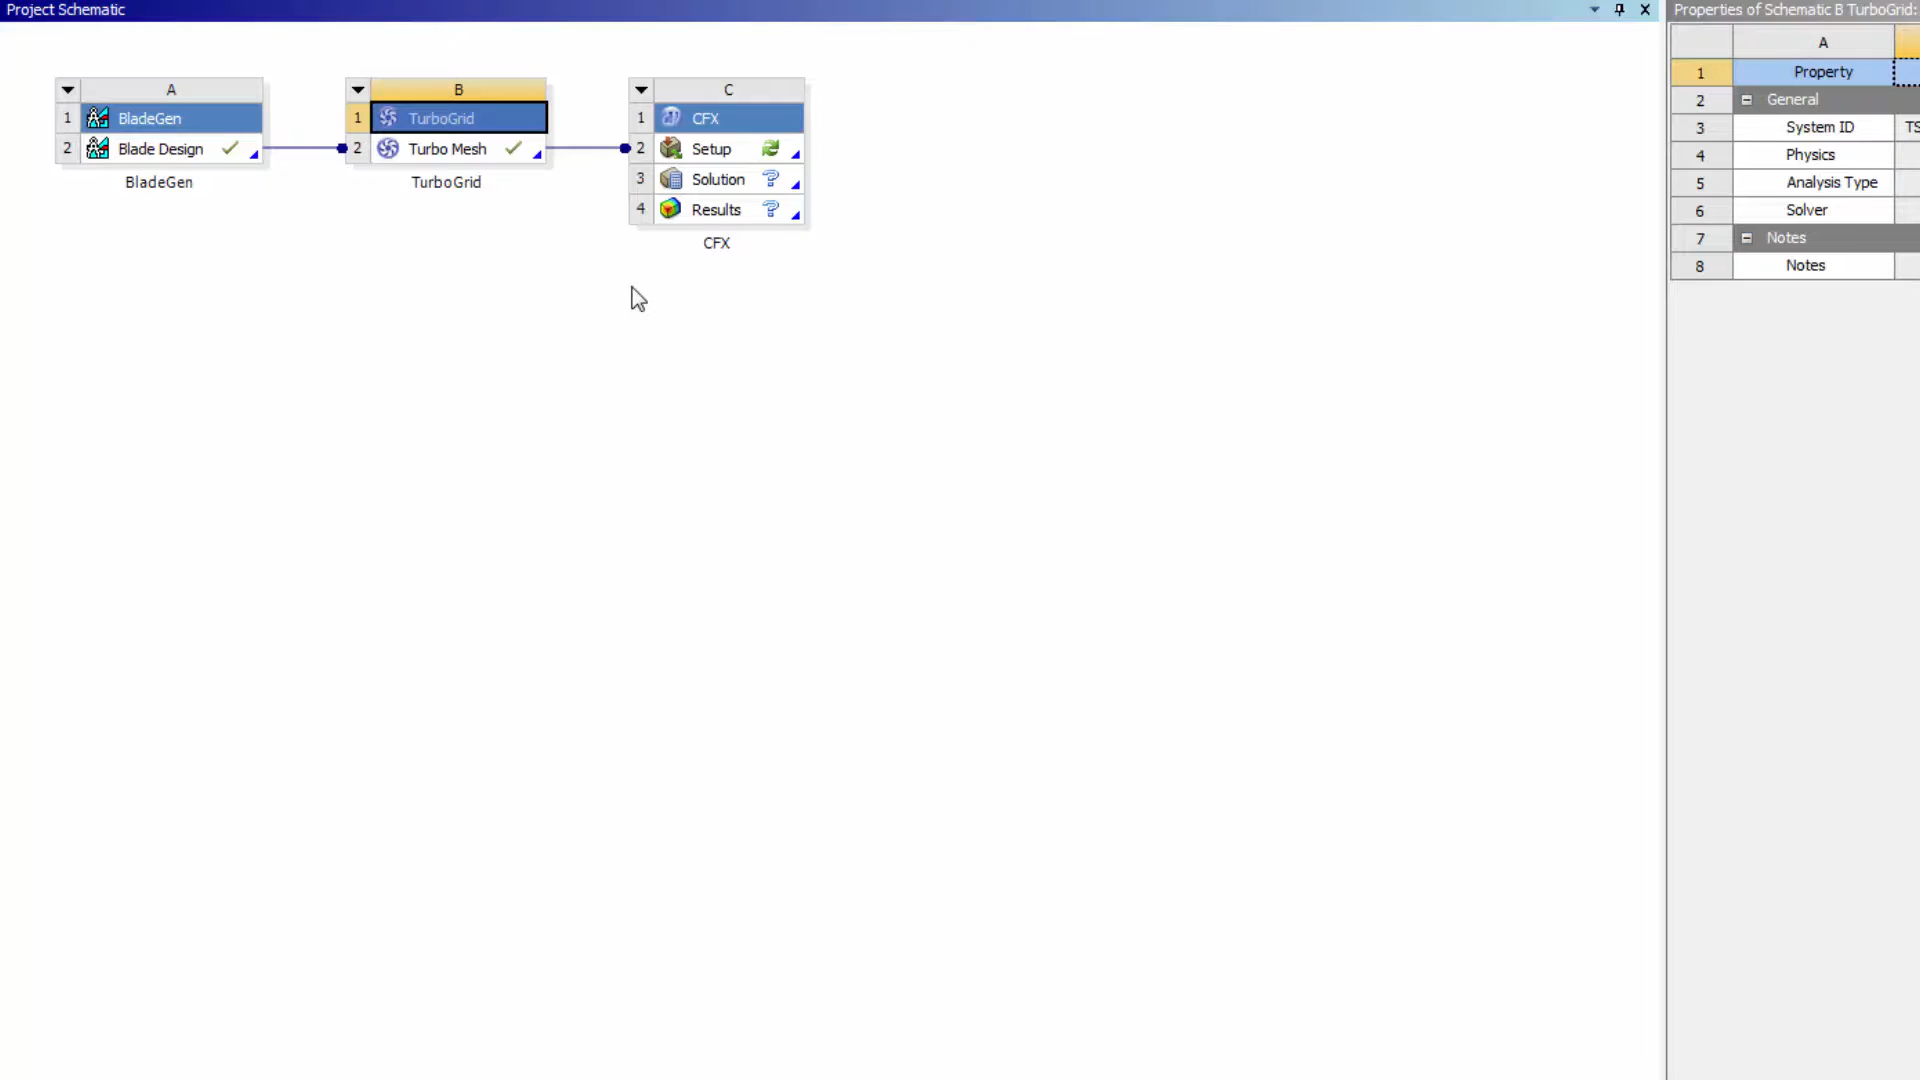 Project Schematic
A
1 BladeGen
2 Blade Design
BladeGen
B
1 TurboGrid
2 Turbo Mesh
TurboGrid
C
1 CFX
2 Setup
3 Solution
4 Results
CFX
Properties of Schematic B TurboGrid:
A
1 Property
2 General
3 System ID TS
4 Physics
5 Analysis Type
6 Solver
7 Notes
8 Notes